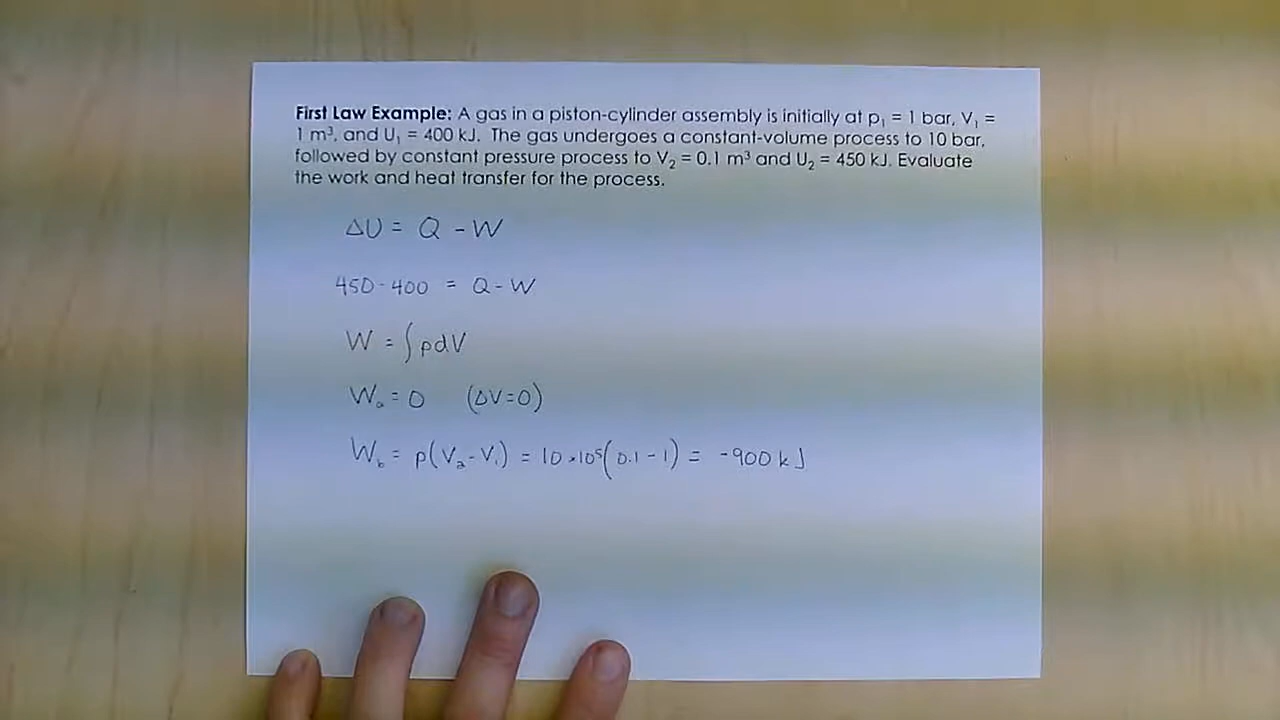 First Law Example: A gas in a piston-cylinder assembly is initially at p₁ = 1 bar, V₁ =
1 m³, and U₁ = 400 kJ. The gas undergoes a constant-volume process to 10 bar,
followed by constant pressure process to V₂ = 0.1 m³ and U₂ = 450 kJ. Evaluate
the work and heat transfer for the process.
ΔU = Q - W
450 - 400 = Q - W
W = ∫ p dV
Wₐ = 0 (ΔV = 0)
W_b = p(V₂ - V₁) = 10 × 10⁵(0.1 - 1) = -900 kJ